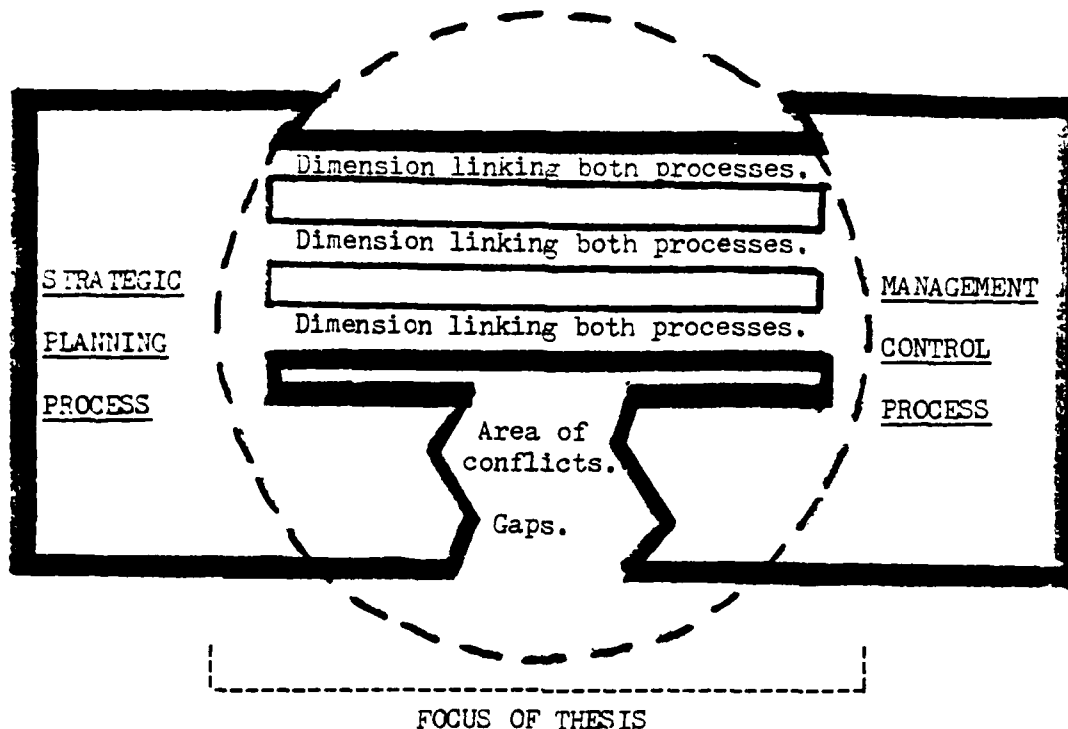 Dimension linking both processes.
Dimension linking both processes.
Dimension linking both processes.
STRATEGIC
PLANNING
PROCESS
MANAGEMENT
CONTROL
PROCESS
Area of
conflicts.
Gaps.
FOCUS OF THESIS